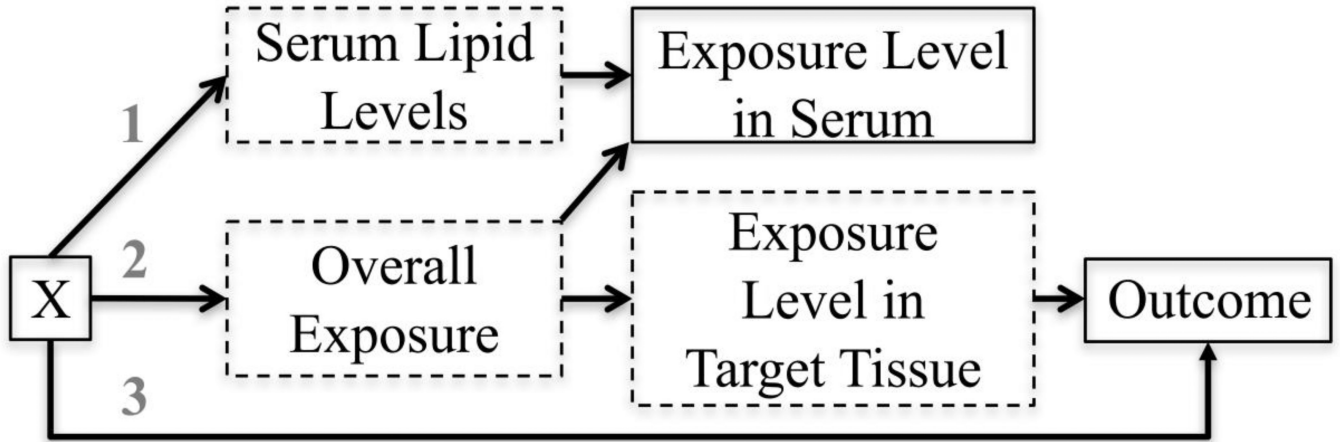 Serum Lipid
Levels
Exposure Level
in Serum
1
2
X
Overall
Exposure
Exposure
Level in
Target Tissue
Outcome
3